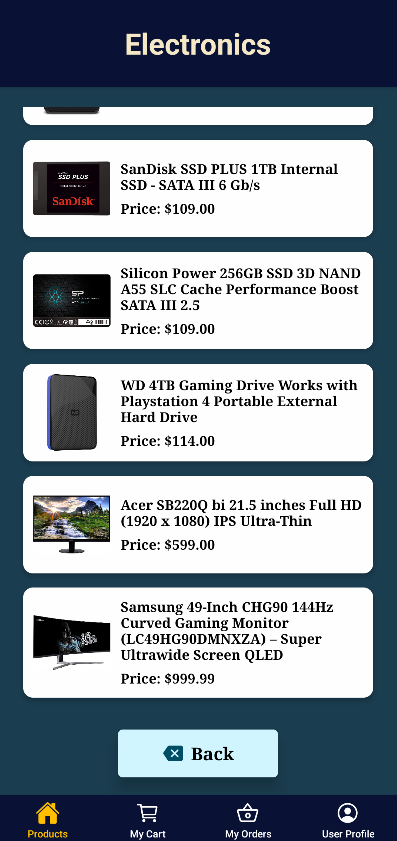 Electronics
SSD PLUS
SanDisk
SanDisk SSD PLUS 1TB Internal
SSD - SATA III 6 Gb/s
Price: $109.00
SP
Silicon Power 256GB SSD 3D NAND
A55 SLC Cache Performance Boost
SATA III 2.5
Price: $109.00
WD 4TB Gaming Drive Works with
Playstation 4 Portable External
Hard Drive
Price: $114.00
Acer SB220Q bi 21.5 inches Full HD
(1920 x 1080) IPS Ultra-Thin
Price: $599.00
Samsung 49-Inch CHG90 144Hz
Curved Gaming Monitor
(LC49HG90DMNXZA) – Super
Ultrawide Screen QLED
Price: $999.99
Back
Products
My Cart
My Orders
User Profile